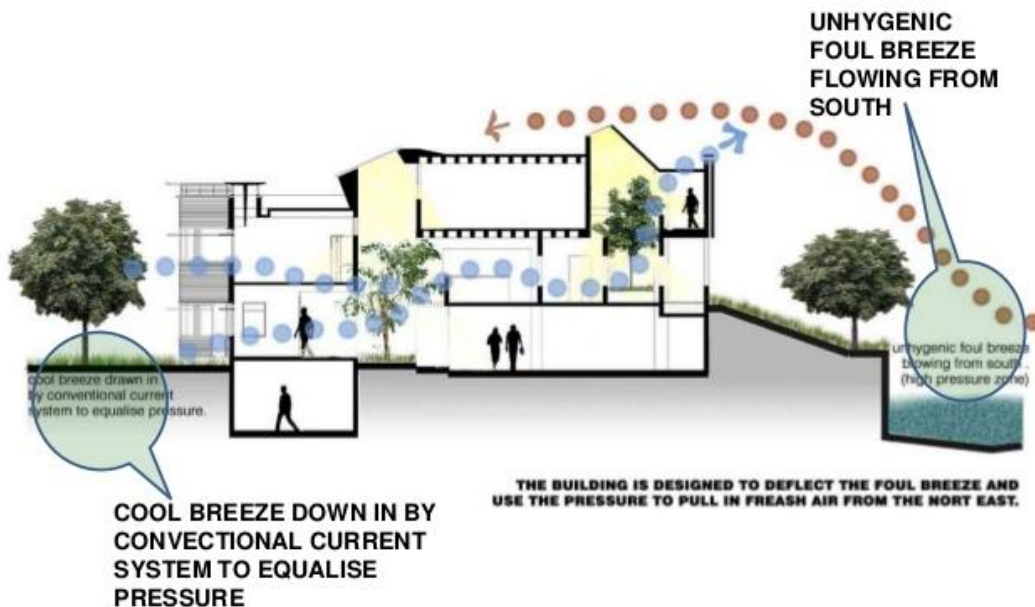 UNHYGENIC
FOUL BREEZE
FLOWING FROM
SOUTH
unhygenic foul breeze
blowing from south .
(high pressure zone)
cool breeze drawn in
by conventional current
system to equalise pressure.
THE BUILDING IS DESIGNED TO DEFLECT THE FOUL BREEZE AND
USE THE PRESSURE TO PULL IN FREASH AIR FROM THE NORT EAST.
COOL BREEZE DOWN IN BY
CONVECTIONAL CURRENT
SYSTEM TO EQUALISE
PRESSURE